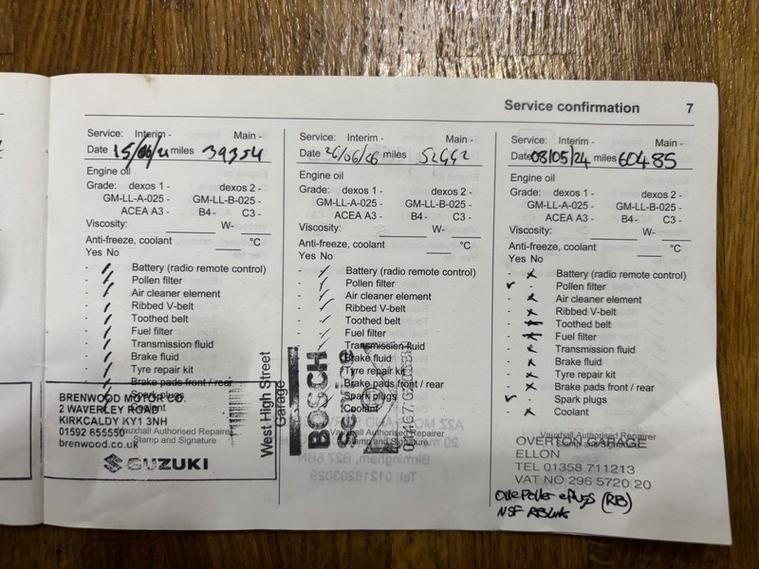 Service confirmation 7
Service: Interim - Main -
Date 15/06/21 miles 39354
Engine oil
Grade: dexos 1 - dexos 2 -
GM-LL-A-025 - GM-LL-B-025 -
ACEA A3 - B4 - C3 -
Viscosity: W-
Anti-freeze, coolant °C
Yes No
- Battery (radio remote control)
- Pollen filter
- Air cleaner element
- Ribbed V-belt
- Toothed belt
- Fuel filter
- Transmission fluid
- Brake fluid
- Tyre repair kit
- Brake pads front / rear
- Spark plugs
- Coolant
Vauxhall Authorised Repairer
Stamp and Signature
BRENWOOD MOTOR CO.
2 WAVERLEY ROAD
KIRKCALDY KY1 3NH
01592 655550
brenwood.co.uk
SUZUKI
Service: Interim - Main -
Date miles
Engine oil
Grade: dexos 1 - dexos 2 -
GM-LL-A-025 - GM-LL-B-025 -
ACEA A3 - B4 - C3 -
Viscosity: W-
Anti-freeze, coolant °C
Yes No
- Battery (radio remote control)
- Pollen filter
- Air cleaner element
- Ribbed V-belt
- Toothed belt
- Fuel filter
- Transmission fluid
- Brake fluid
- Tyre repair kit
- Brake pads front / rear
- Spark plugs
- Coolant
Vauxhall Authorised Repairer
Stamp and Signature
West High Street
Garage
BOSCH
Service
Service: Interim - Main -
Date 08/05/24 miles 60485
Engine oil
Grade: dexos 1 - dexos 2 -
GM-LL-A-025 - GM-LL-B-025 -
ACEA A3 - B4 - C3 -
Viscosity: W-
Anti-freeze, coolant °C
Yes No
- Battery (radio remote control)
- Pollen filter
- Air cleaner element
- Ribbed V-belt
- Toothed belt
- Fuel filter
- Transmission fluid
- Brake fluid
- Tyre repair kit
- Brake pads front / rear
- Spark plugs
- Coolant
Vauxhall Authorised Repairer
OVERTON GARAGE
ELLON
TEL 01358 711213
VAT NO 296 5720 20
plugs (RB)
NSF